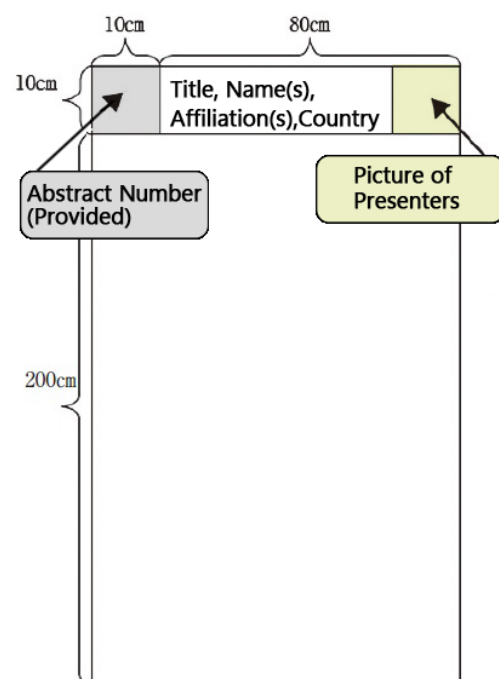 10cm
80cm
10cm
Title, Name(s),
Affiliation(s),Country
Abstract Number
(Provided)
Picture of
Presenters
200cm